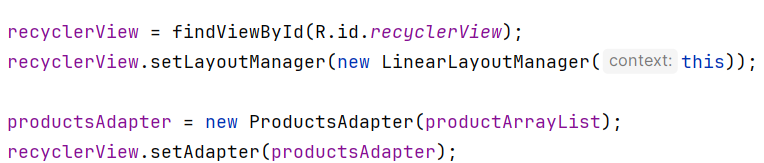 recyclerView = findViewById(R.id.recyclerView);
recyclerView.setLayoutManager(new LinearLayoutManager( context: this));
productsAdapter = new ProductsAdapter(productArrayList);
recyclerView.setAdapter(productsAdapter);